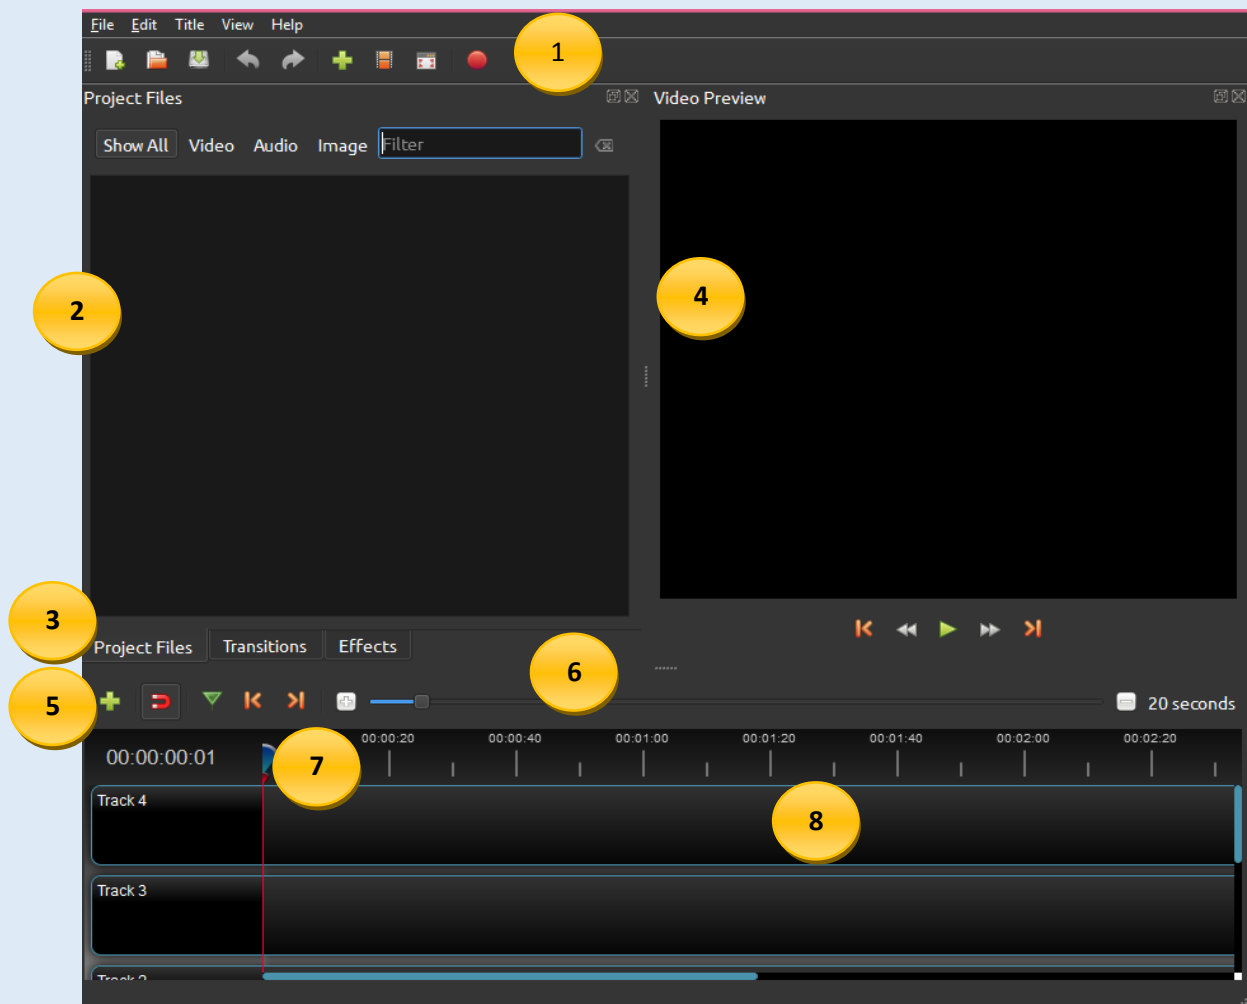 File Edit Title View Help
1
Project Files
Video Preview
Show All Video Audio Image Filter
2
4
3
Project Files Transitions Effects
6
5
20 seconds
00:00:20 00:00:40 00:01:00 00:01:20 00:01:40 00:02:00 00:02:20
00:00:00:01
7
Track 4
8
Track 3
Track 2